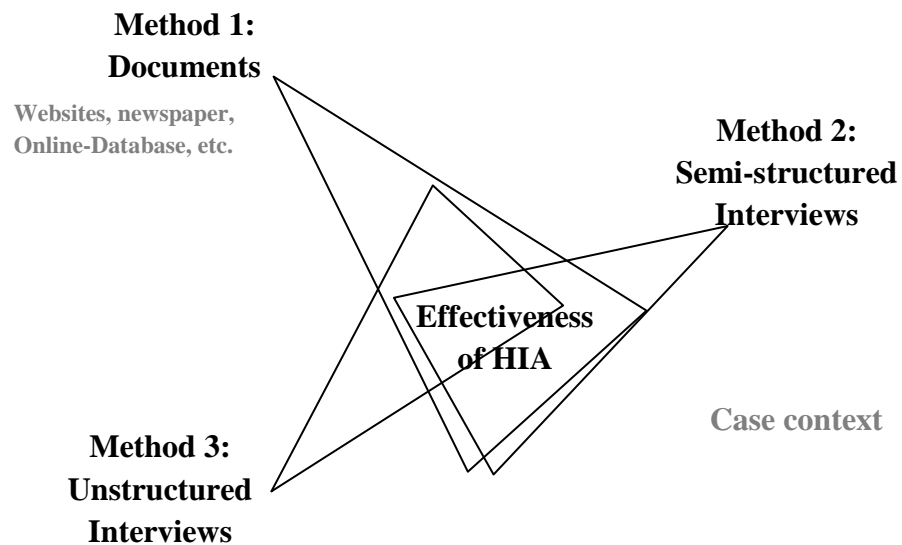 Method 1:
Documents
Websites, newspaper,
Online-Database, etc.
Method 2:
Semi-structured
Interviews
Effectiveness
of HIA
Case context
Method 3:
Unstructured
Interviews